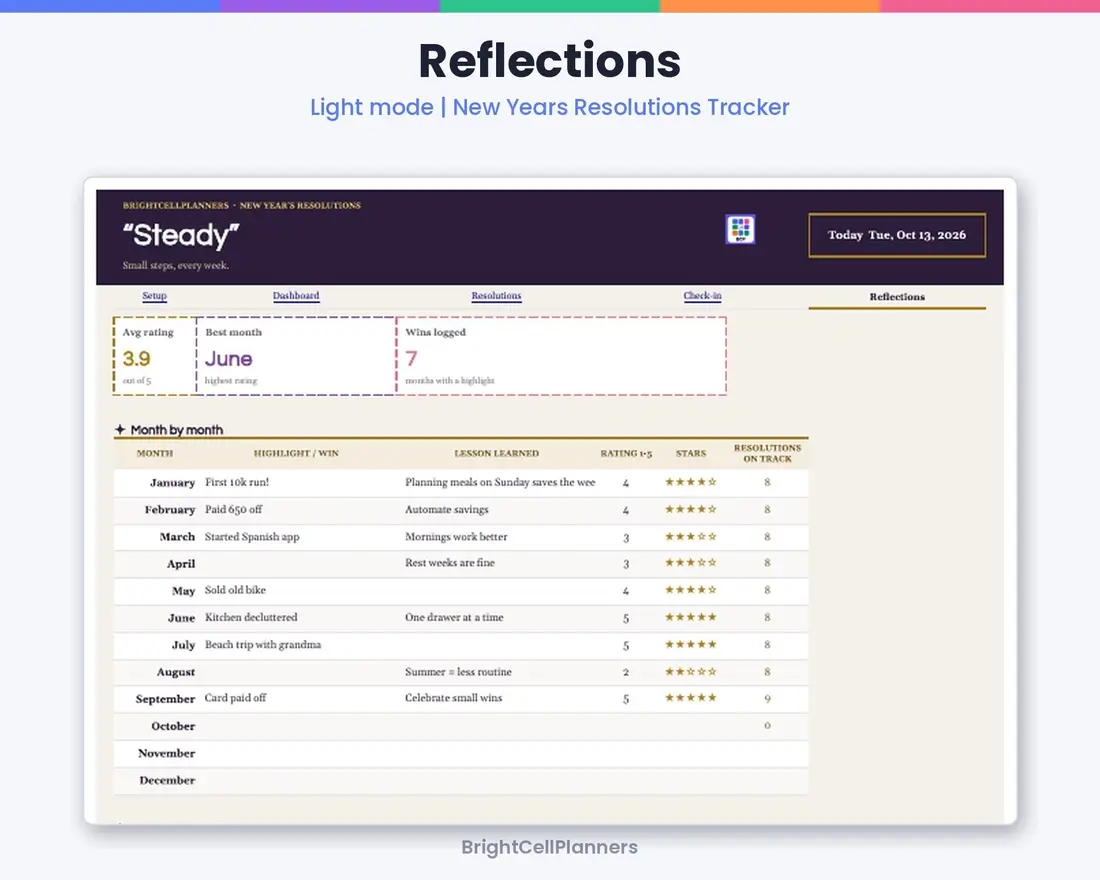 Reflections
Light mode | New Years Resolutions Tracker
BRIGHTCELLPLANNERS - NEW YEAR'S RESOLUTIONS
“Steady”
Small steps, every week.
BCP
Today Tue, Oct 13, 2026
Setup Dashboard Resolutions Check-in Reflections
Avg rating Best month Wins logged
3.9 June 7
out of 5 highest rating months with a highlight
✦ Month by month
MONTH HIGHLIGHT / WIN LESSON LEARNED RATING 1-5 STARS RESOLUTIONS ON TRACK
January First 10k run! Planning meals on Sunday saves the wee 4 ★★★★☆ 8
February Paid 650 off Automate savings 4 ★★★★☆ 8
March Started Spanish app Mornings work better 3 ★★★☆☆ 8
April Rest weeks are fine 3 ★★★☆☆ 8
May Sold old bike 4 ★★★★☆ 8
June Kitchen decluttered One drawer at a time 5 ★★★★★ 8
July Beach trip with grandma 5 ★★★★★ 8
August Summer = less routine 2 ★★☆☆☆ 8
September Card paid off Celebrate small wins 5 ★★★★★ 9
October 0
November
December
BrightCellPlanners